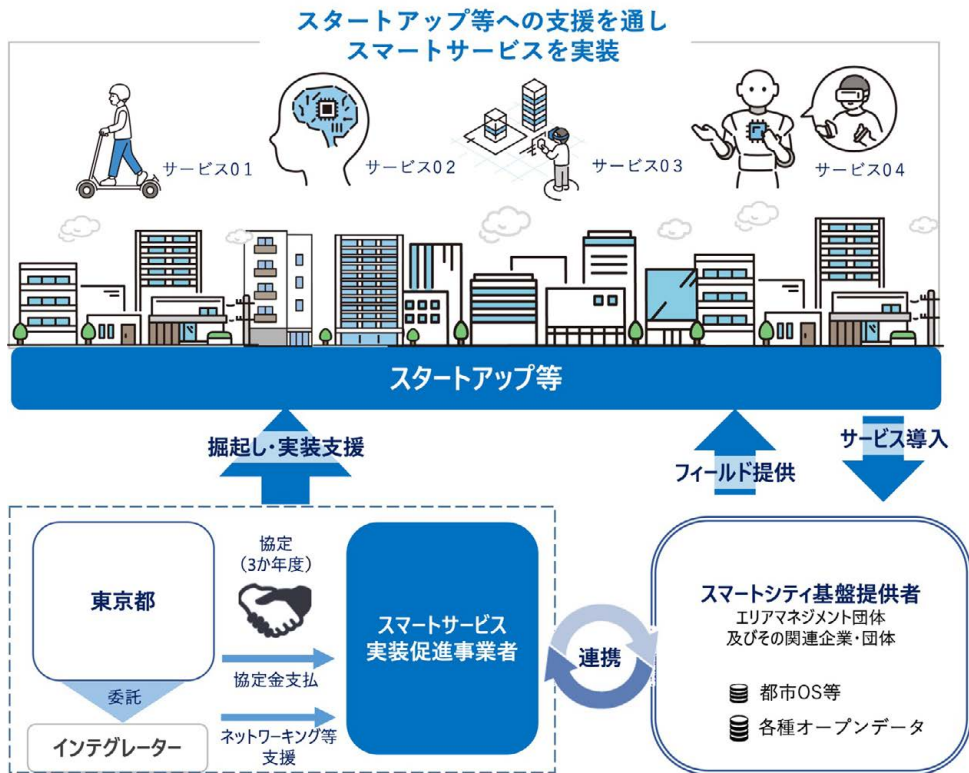 スタートアップ等への支援を通し
スマートサービスを実装
サービス01
サービス02
サービス03
サービス04
スタートアップ等
掘起し・実装支援
フィールド提供
サービス導入
東京都
協定
(3か年度)
協定金支払
委託
インテグレーター
ネットワーキング等
支援
スマートサービス
実装促進事業者
連携
スマートシティ基盤提供者
エリアマネジメント団体
及びその関連企業・団体
都市OS等
各種オープンデータ